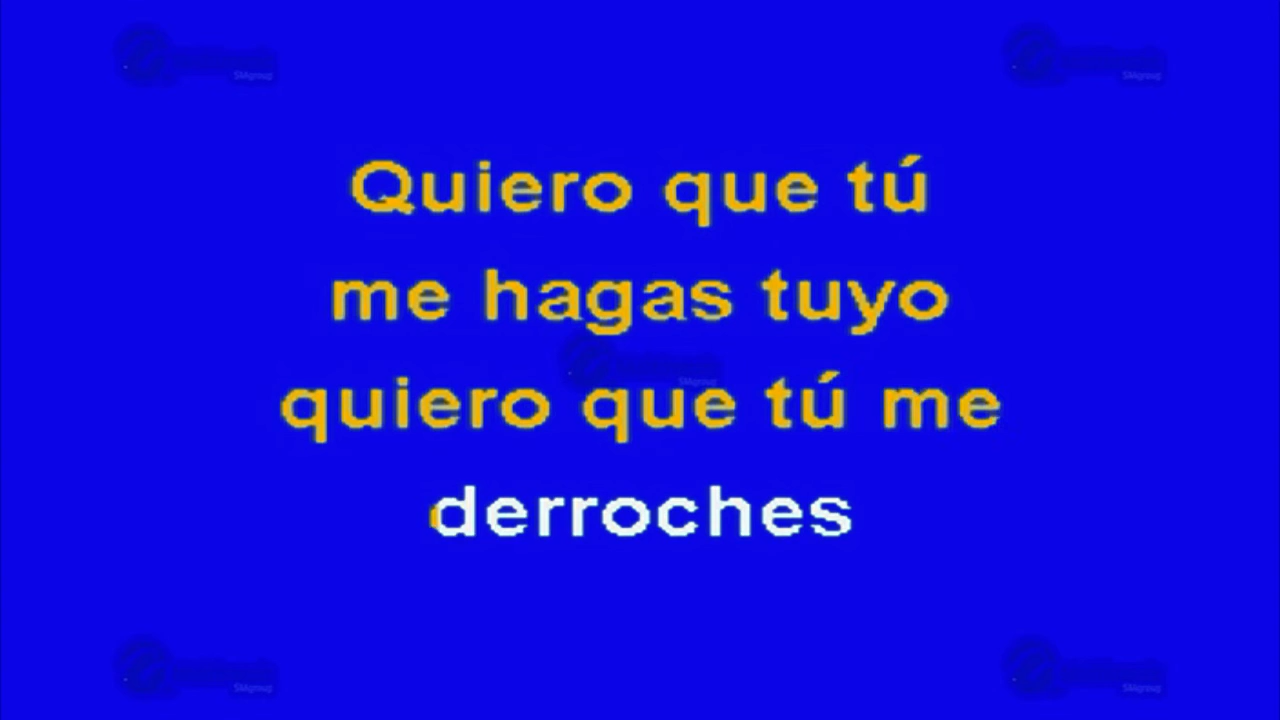 Quiero que tú
me hagas tuyo
quiero que tú me
derroches